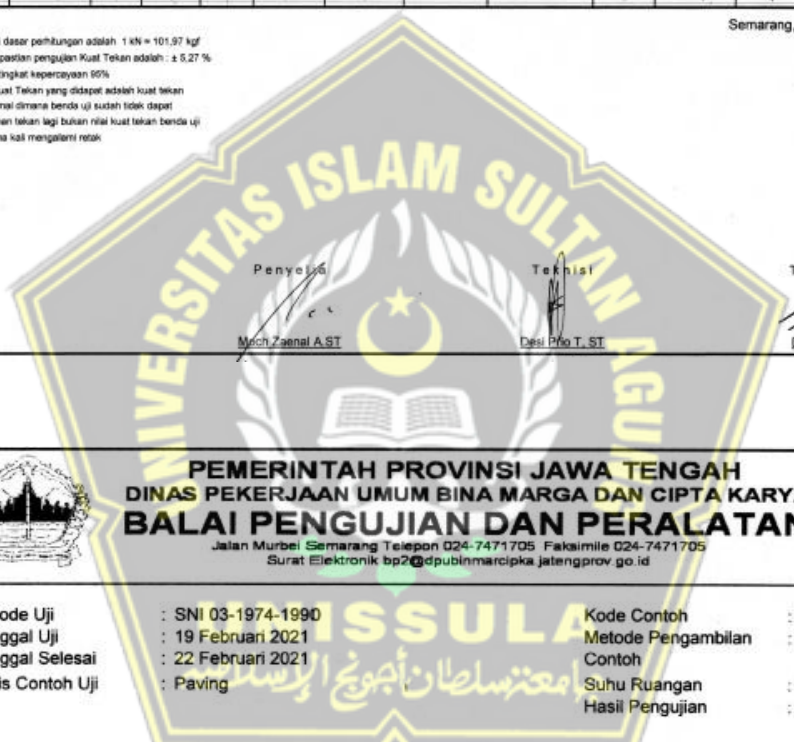 Semarang,
dasar perhitungan adalah 1 kN = 101,97 kgf
pastian pengujian Kuat Tekan adalah : ± 5,27 %
tingkat kepercayaan 95%
uat Tekan yang didapat adalah kuat tekan
mal dimana benda uji sudah tidak dapat
an tekan lagi bukan nilai kuat tekan benda uji
na kali mengalami retak
UNIVERSITAS ISLAM SULTAN AGUNG
Penyelia Teknisi T
Moch Zaenal A.ST Desi Prio T, ST
PEMERINTAH PROVINSI JAWA TENGAH
DINAS PEKERJAAN UMUM BINA MARGA DAN CIPTA KARY
BALAI PENGUJIAN DAN PERALATAN
Jalan Murbei Semarang Telepon 024-7471705 Faksimile 024-7471705
Surat Elektronik bp2@dpubinmarcipka.jatengprov.go.id
ode Uji : SNI 03-1974-1990 Kode Contoh :
ggal Uji : 19 Februari 2021 Metode Pengambilan :
ggal Selesai : 22 Februari 2021 Contoh
is Contoh Uji : Paving Suhu Ruangan :
Hasil Pengujian :
UNISSULA
جامعتسلطان أجونج الإسلامية